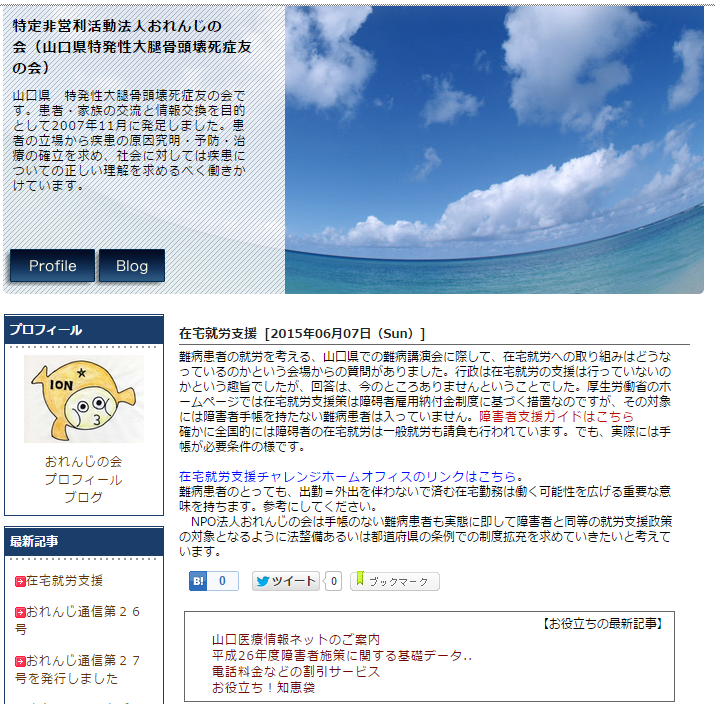 特定非営利活動法人おれんじの
会（山口県特発性大腿骨頭壊死症友
の会）
山口県　特発性大腿骨頭壊死症友の会で
す。患者・家族の交流と情報交換を目的
として2007年11月に発足しました。患
者の立場から疾患の原因究明・予防・治
療の確立を求め、社会に対しては疾患に
ついての正しい理解を求めるべく働きか
けています。
Profile
Blog
プロフィール
ION
おれんじの会
プロフィール
ブログ
最新記事
在宅就労支援
おれんじ通信第２６
号
おれんじ通信第２７
号を発行しました
在宅就労支援 [2015年06月07日（Sun）]
難病患者の就労を考える、山口県での難病講演会に際して、在宅就労への取り組みはどうな
っているのかという会場からの質問がありました。行政は在宅就労の支援は行っていないの
かという趣旨でしたが、回答は、今のところありませんということでした。厚生労働省のホ
ームページでは在宅就労支援策は障碍者雇用納付金制度に基づく措置なのですが、その対象
には障害者手帳を持たない難病患者は入っていません。障害者支援ガイドはこちら
確かに全国的には障碍者の在宅就労は一般就労も請負も行われています。でも、実際には手
帳が必要条件の様です。
在宅就労支援チャレンジホームオフィスのリンクはこちら。
難病患者のとっても、出勤＝外出を伴わないで済む在宅勤務は働く可能性を広げる重要な意
味を持ちます。参考にしてください。
　NPO法人おれんじの会は手帳のない難病患者も実態に即して障害者と同等の就労支援政策
の対象となるように法整備あるいは都道府県の条例での制度拡充を求めていきたいと考えて
います。
B! 0 ツイート 0 ブックマーク
【お役立ちの最新記事】
山口医療情報ネットのご案内
平成26年度障害者施策に関する基礎データ..
電話料金などの割引サービス
お役立ち！知恵袋